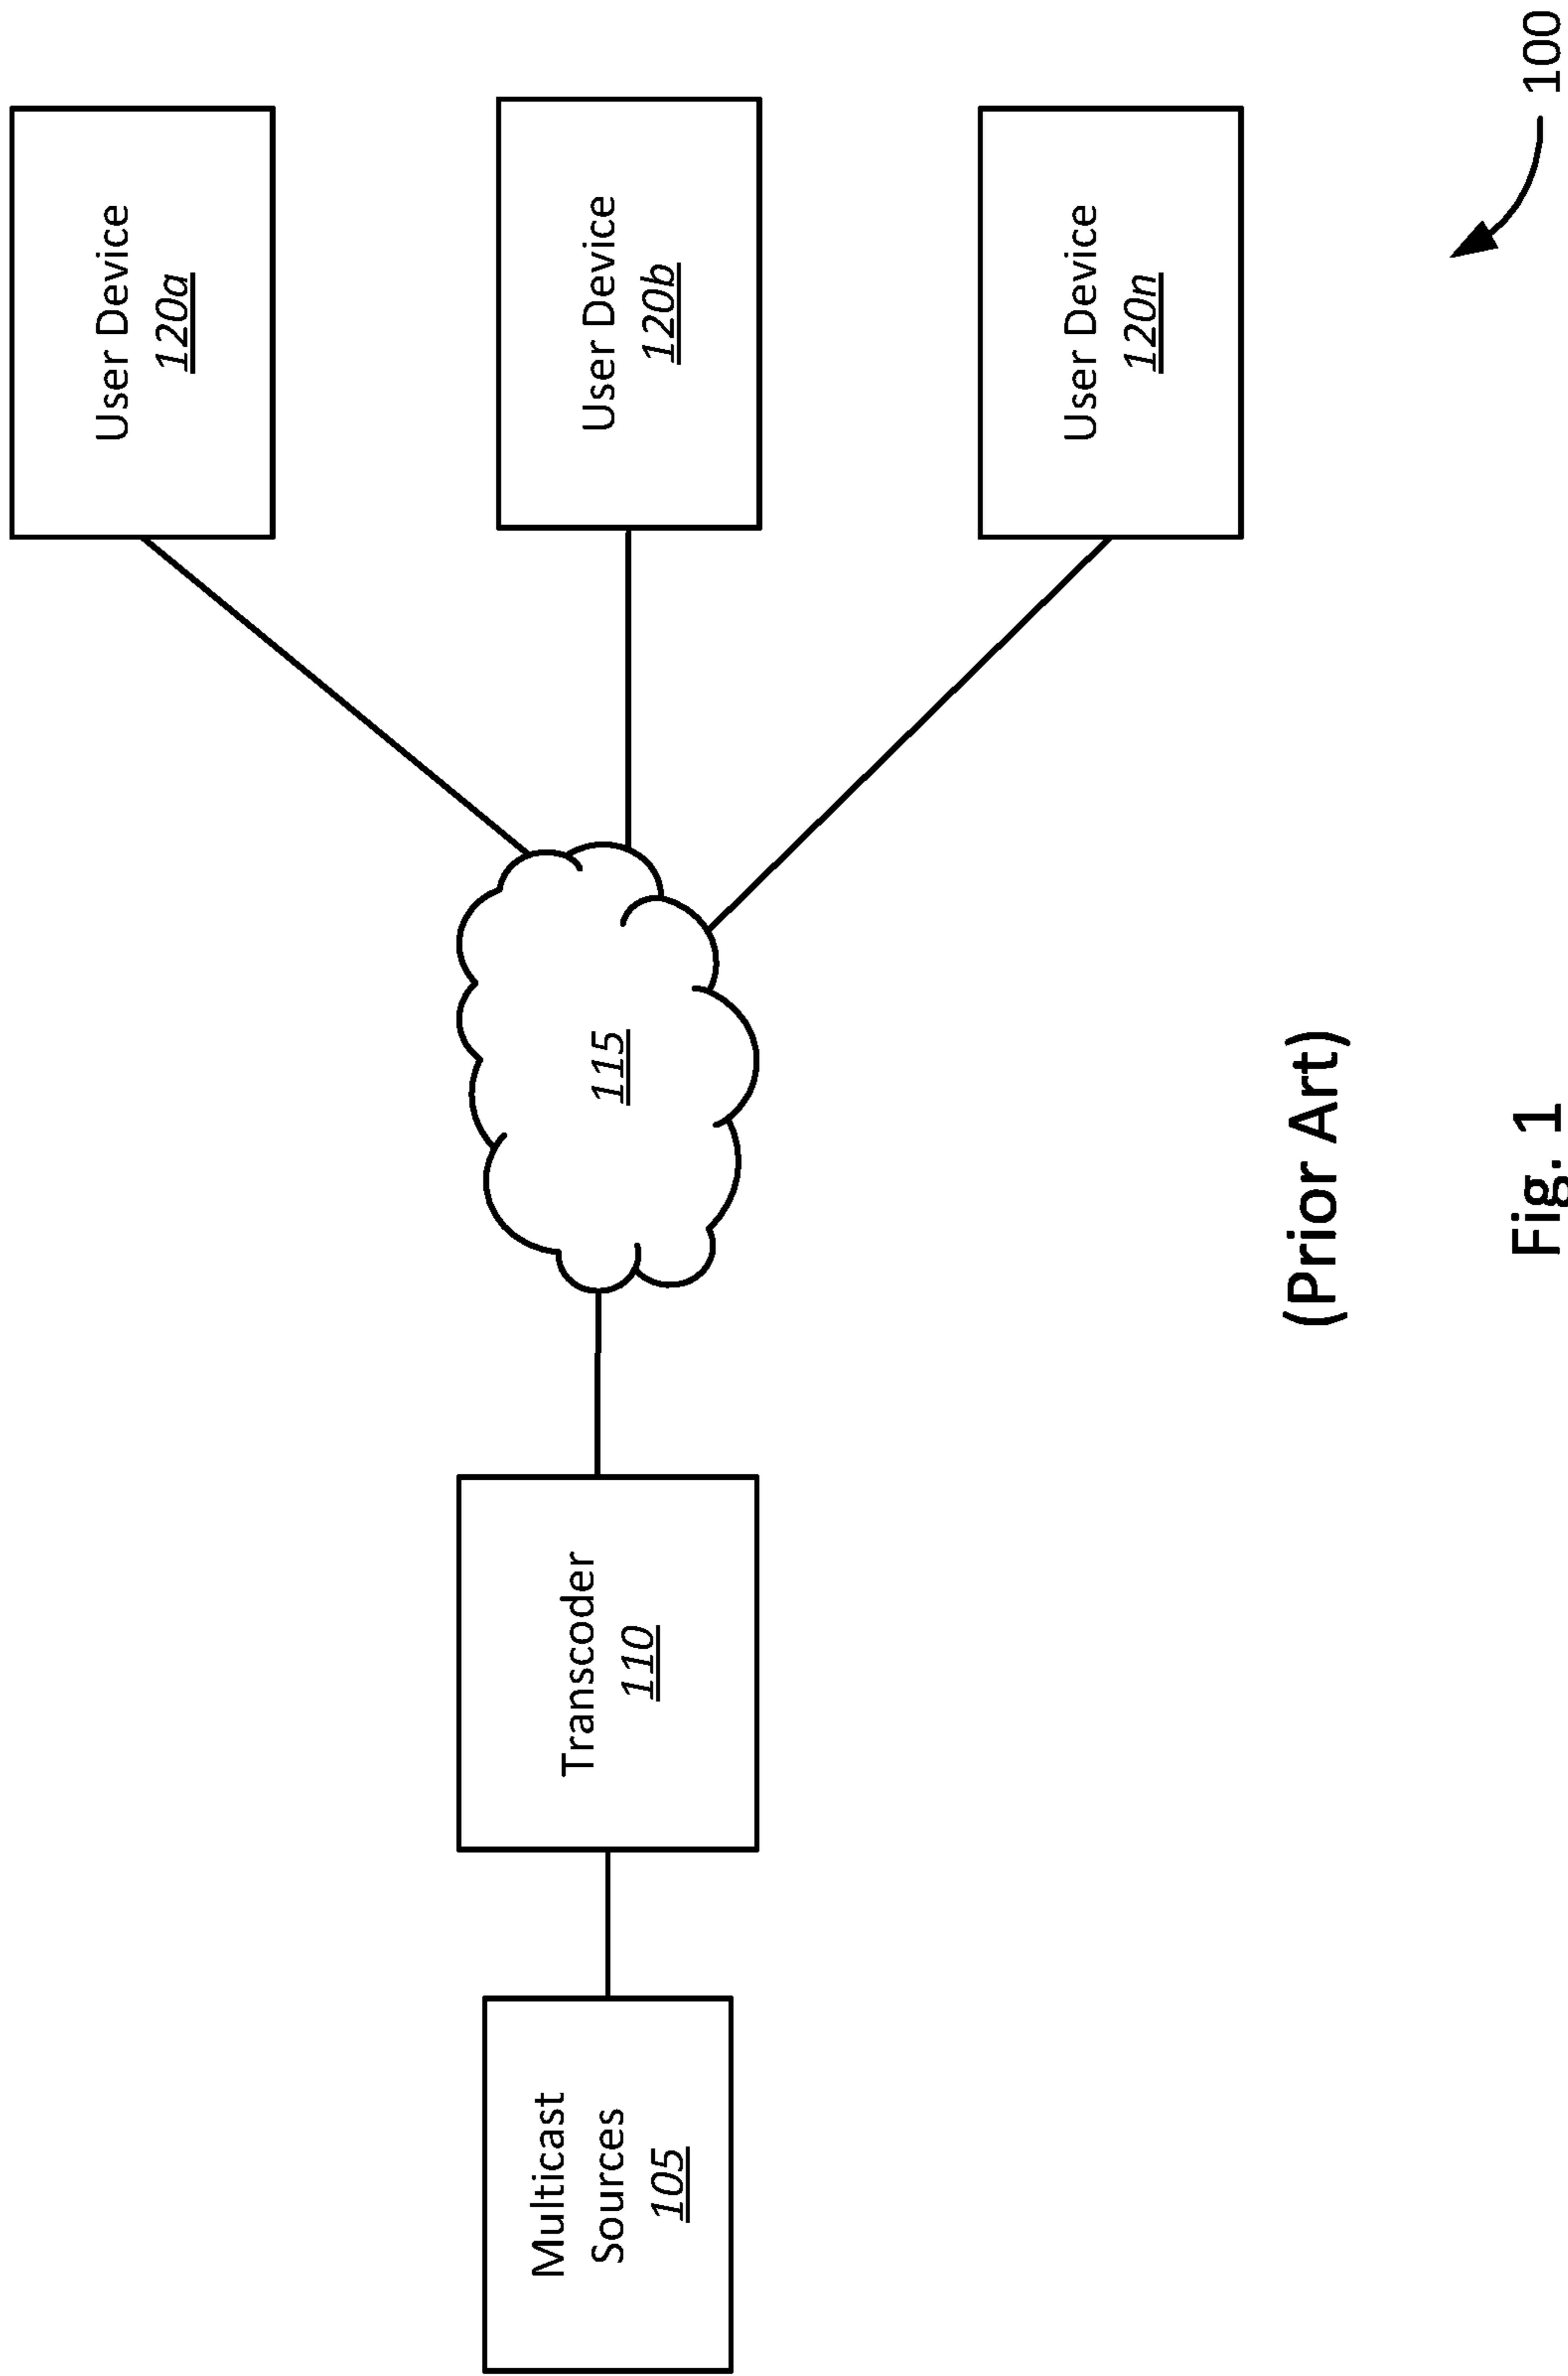 User Device
120a
Multicast
Sources
105
Transcoder
110
115
User Device
120b
User Device
120n
(Prior Art)
100
Fig. 1